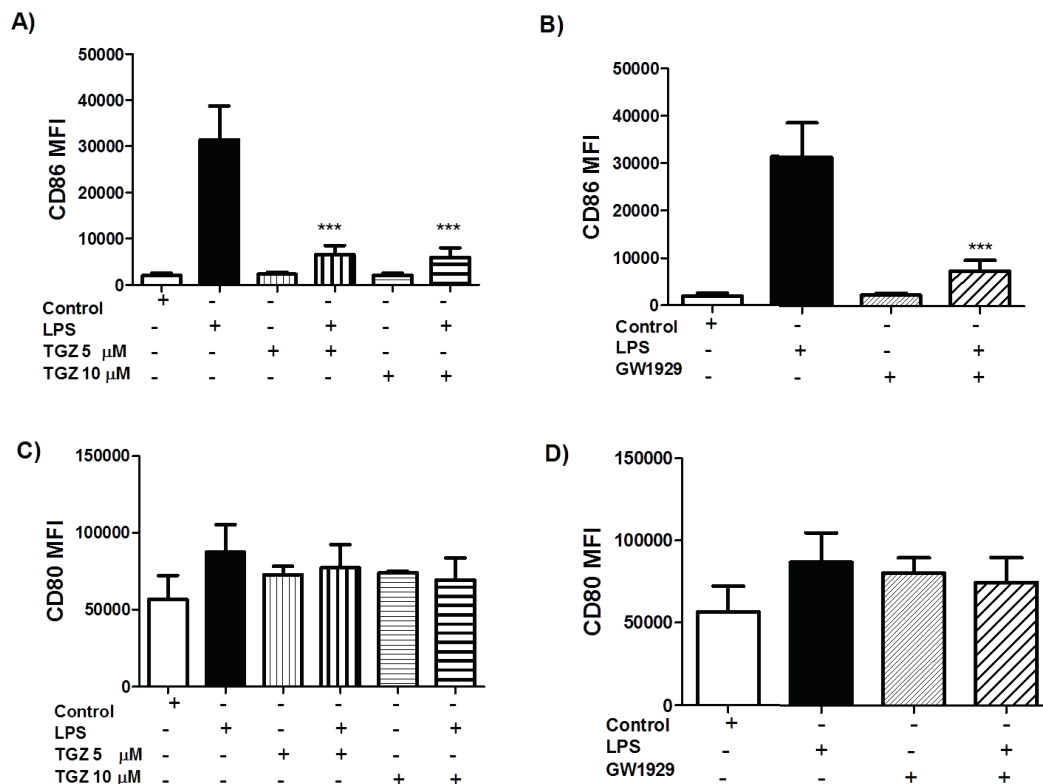 A)
50000
40000
30000
20000
10000
0
CD86 MFI
*** ***
Control + - - - - -
LPS - + - + - +
TGZ 5 μM - - + + - -
TGZ 10 μM - - - - + +
B)
50000
40000
30000
20000
10000
0
CD86 MFI
***
Control + - - -
LPS - + - +
GW1929 - - + +
C)
150000
100000
50000
0
CD80 MFI
Control + - - - - -
LPS - + - + - +
TGZ 5 μM - - + + - -
TGZ 10 μM - - - - + +
D)
150000
100000
50000
0
CD80 MFI
Control + - - -
LPS - + - +
GW1929 - - + +